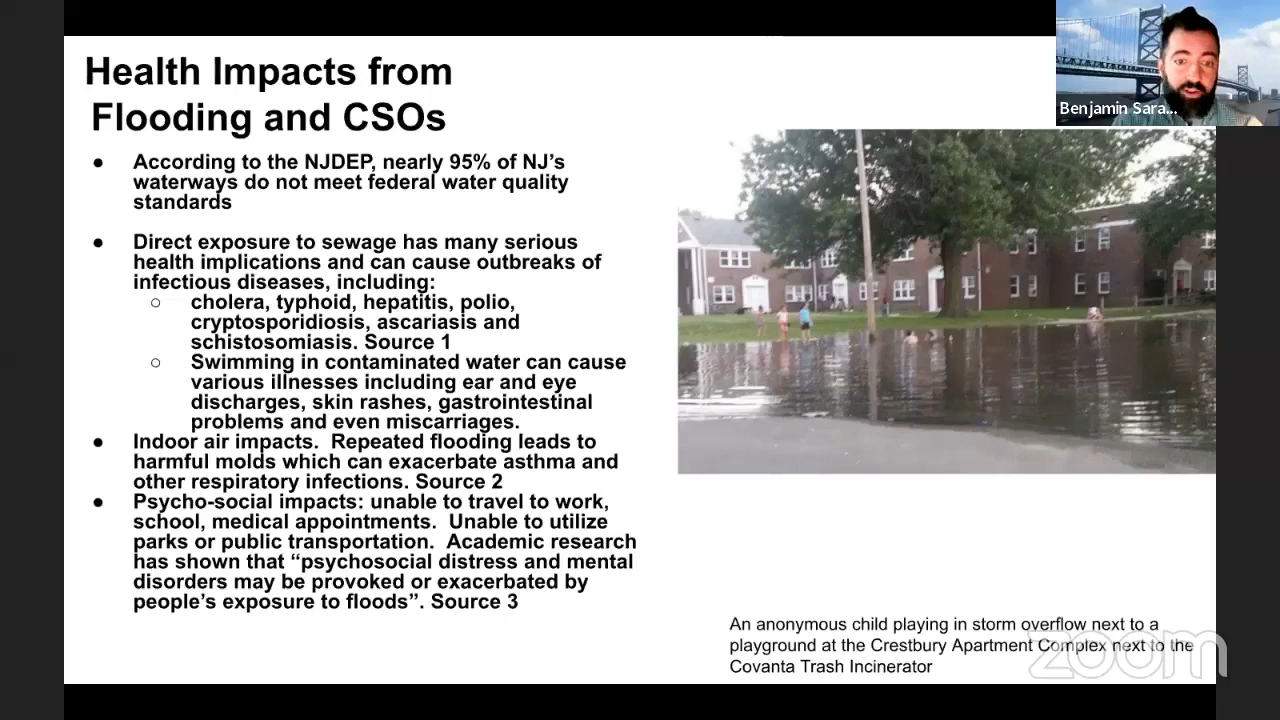 Health Impacts from
Flooding and CSOs
● According to the NJDEP, nearly 95% of NJ’s
waterways do not meet federal water quality
standards
● Direct exposure to sewage has many serious
health implications and can cause outbreaks of
infectious diseases, including:
○ cholera, typhoid, hepatitis, polio,
cryptosporidiosis, ascariasis and
schistosomiasis. Source 1
○ Swimming in contaminated water can cause
various illnesses including ear and eye
discharges, skin rashes, gastrointestinal
problems and even miscarriages.
● Indoor air impacts.  Repeated flooding leads to
harmful molds which can exacerbate asthma and
other respiratory infections. Source 2
● Psycho-social impacts: unable to travel to work,
school, medical appointments.  Unable to utilize
parks or public transportation.  Academic research
has shown that “psychosocial distress and mental
disorders may be provoked or exacerbated by
people’s exposure to floods”. Source 3
Benjamin Sara...
An anonymous child playing in storm overflow next to a
playground at the Crestbury Apartment Complex next to the
Covanta Trash Incinerator
zoom